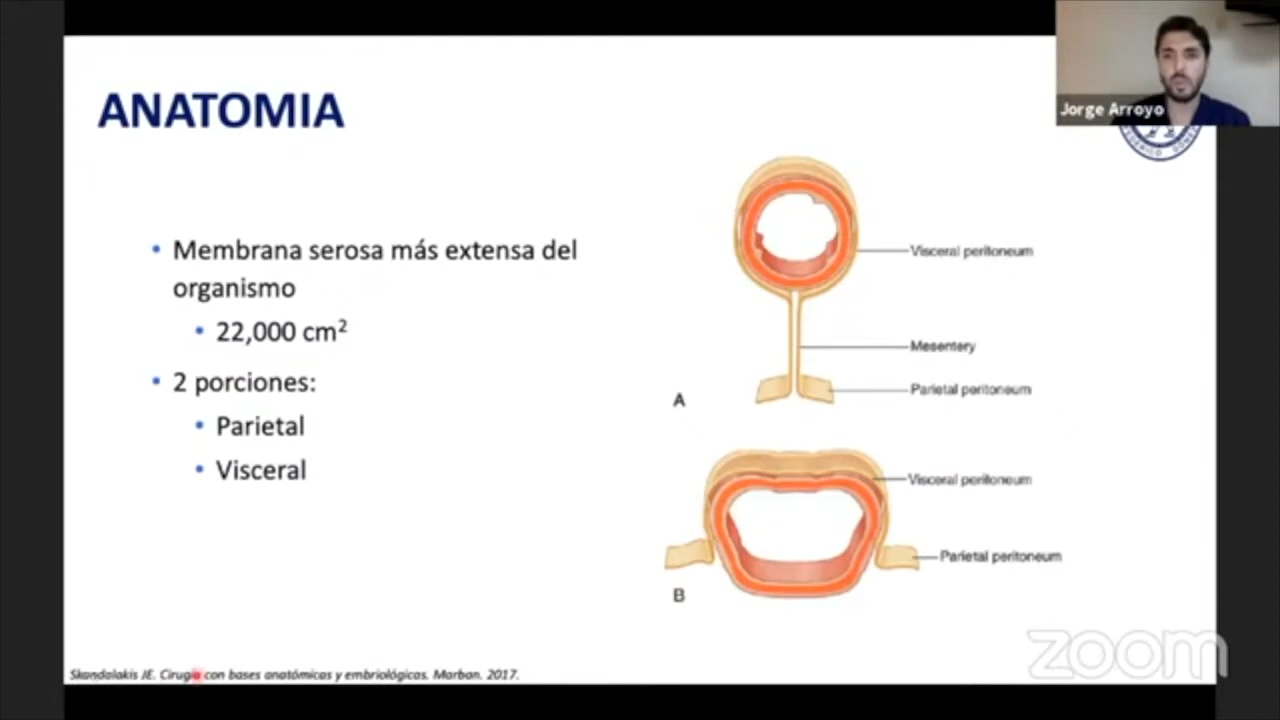 ANATOMIA
Jorge Arroyo
• Membrana serosa más extensa del
organismo
• 22,000 cm²
• 2 porciones:
• Parietal
• Visceral
Visceral peritoneum
Mesentery
Parietal peritoneum
A
Visceral peritoneum
Parietal peritoneum
B
Skandalakis JE. Cirugía con bases anatómicas y embriológicas. Marban. 2017.
zoom